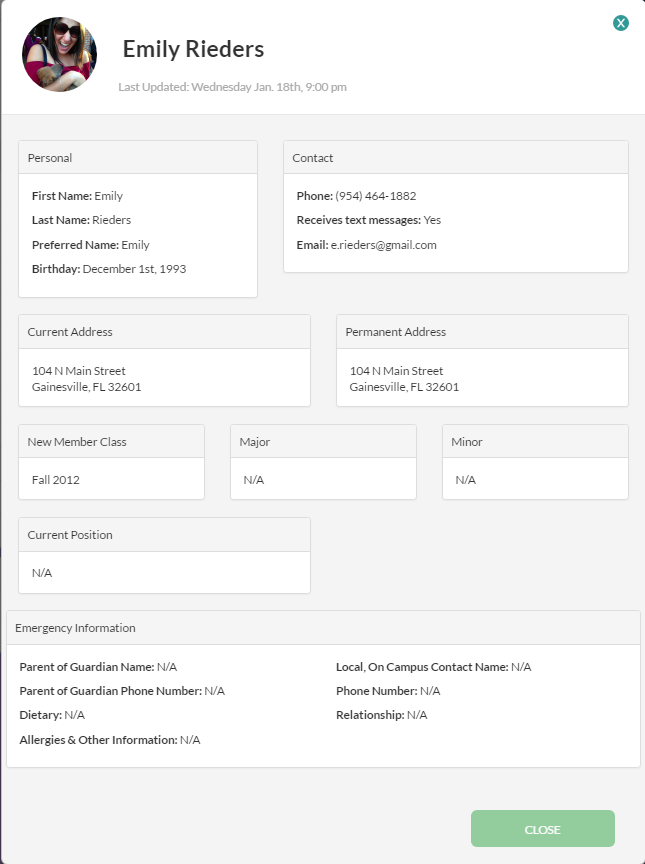 X
Emily Rieders
Last Updated: Wednesday Jan. 18th, 9:00 pm
Personal
First Name: Emily
Last Name: Rieders
Preferred Name: Emily
Birthday: December 1st, 1993
Contact
Phone: (954) 464-1882
Receives text messages: Yes
Email: e.rieders@gmail.com
Current Address
104 N Main Street
Gainesville, FL 32601
Permanent Address
104 N Main Street
Gainesville, FL 32601
New Member Class
Fall 2012
Major
N/A
Minor
N/A
Current Position
N/A
Emergency Information
Parent of Guardian Name: N/A
Parent of Guardian Phone Number: N/A
Dietary: N/A
Allergies & Other Information: N/A
Local, On Campus Contact Name: N/A
Phone Number: N/A
Relationship: N/A
CLOSE